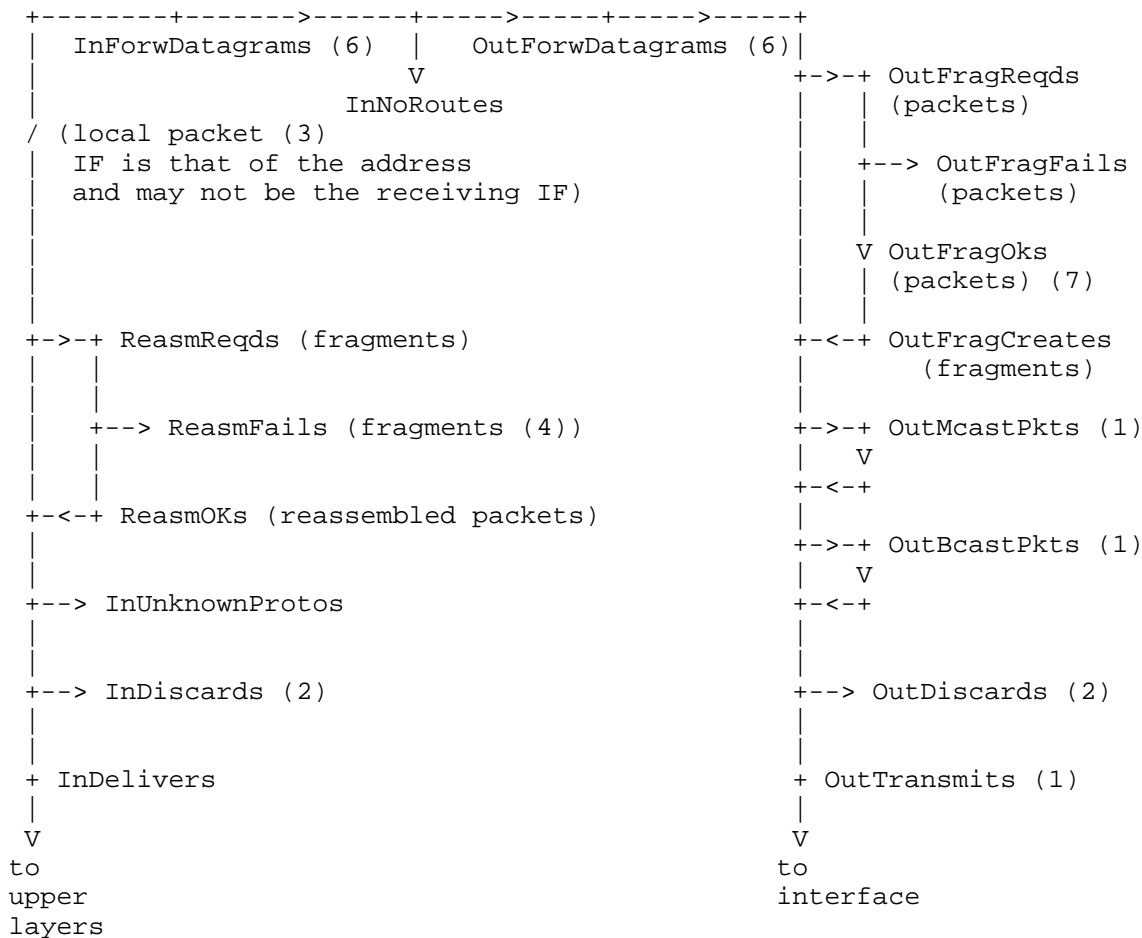 +--------+------->------+----->-----+----->-----+
|  InForwDatagrams (6)  |   OutForwDatagrams (6)|
|                       V                       +->-+ OutFragReqds
|                   InNoRoutes                  |   | (packets)
/ (local packet (3)                             |   |
|  IF is that of the address                    |   +--> OutFragFails
|  and may not be the receiving IF)             |   |    (packets)
|                                               |   |
|                                               |   V OutFragOks
|                                               |   | (packets) (7)
|                                               |   |
+->-+ ReasmReqds (fragments)                    +-<-+ OutFragCreates
|   |                                           |       (fragments)
|   |                                           |
|   +--> ReasmFails (fragments (4))             +->-+ OutMcastPkts (1)
|   |                                           |   V
|   |                                           +-<-+
+-<-+ ReasmOKs (reassembled packets)            |
|                                               +->-+ OutBcastPkts (1)
|                                               |   V
+--> InUnknownProtos                            +-<-+
|                                               |
|                                               |
+--> InDiscards (2)                             +--> OutDiscards (2)
|                                               |
|                                               |
+ InDelivers                                    + OutTransmits (1)
|                                               |
V                                               V
to                                             to
upper                                          interface
layers